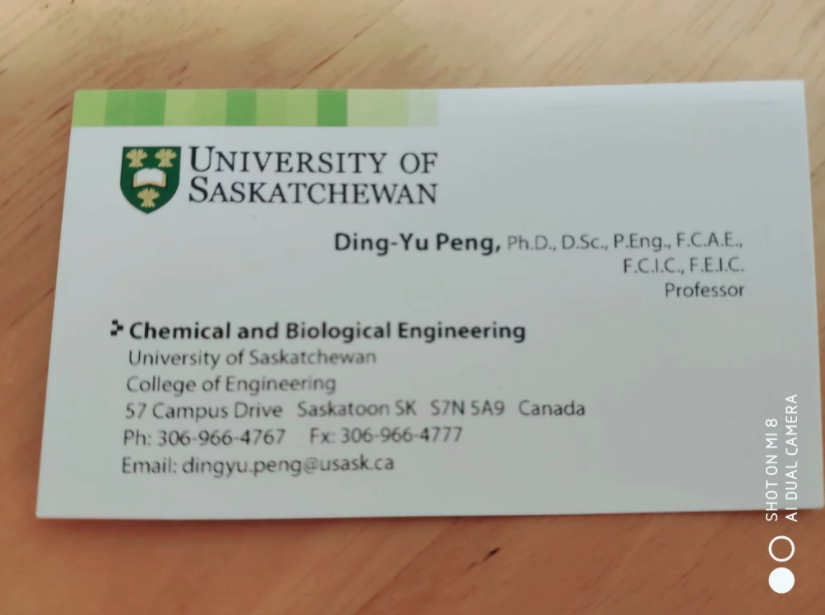 UNIVERSITY OF
SASKATCHEWAN
Ding-Yu Peng, Ph.D., D.Sc., P.Eng., F.C.A.E.,
F.C.I.C., F.E.I.C.
Professor
Chemical and Biological Engineering
University of Saskatchewan
College of Engineering
57 Campus Drive Saskatoon SK S7N 5A9 Canada
Ph: 306-966-4767 Fx: 306-966-4777
Email: dingyu.peng@usask.ca
SHOT ON MI 8
AI DUAL CAMERA